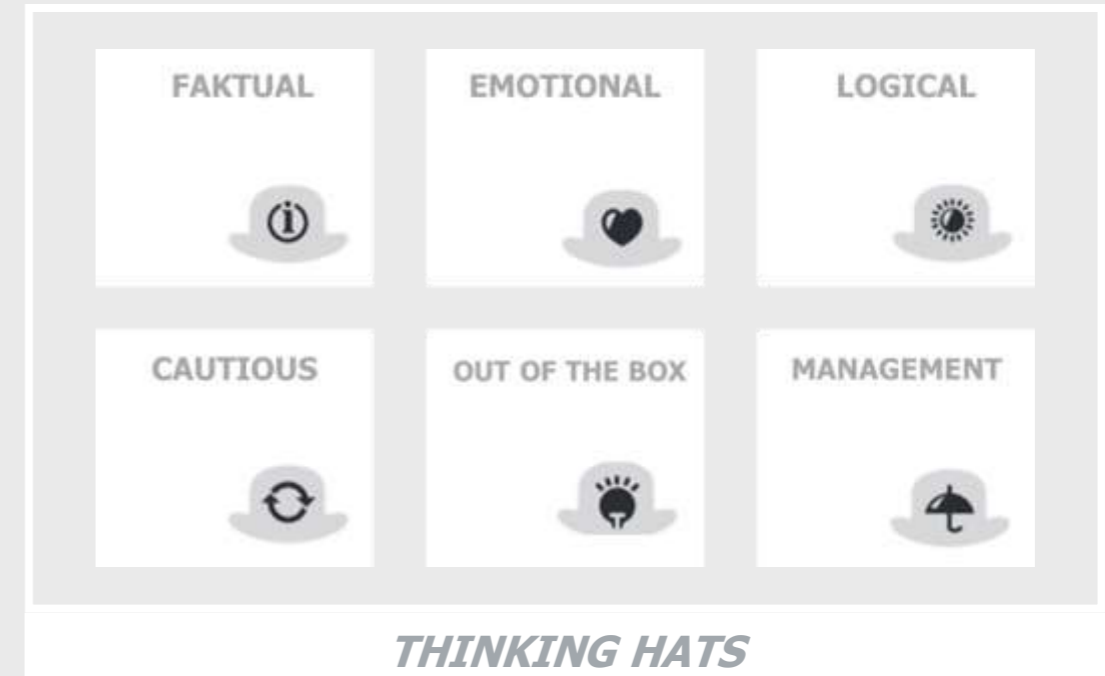 FAKTUAL
EMOTIONAL
LOGICAL
CAUTIOUS
OUT OF THE BOX
MANAGEMENT
THINKING HATS